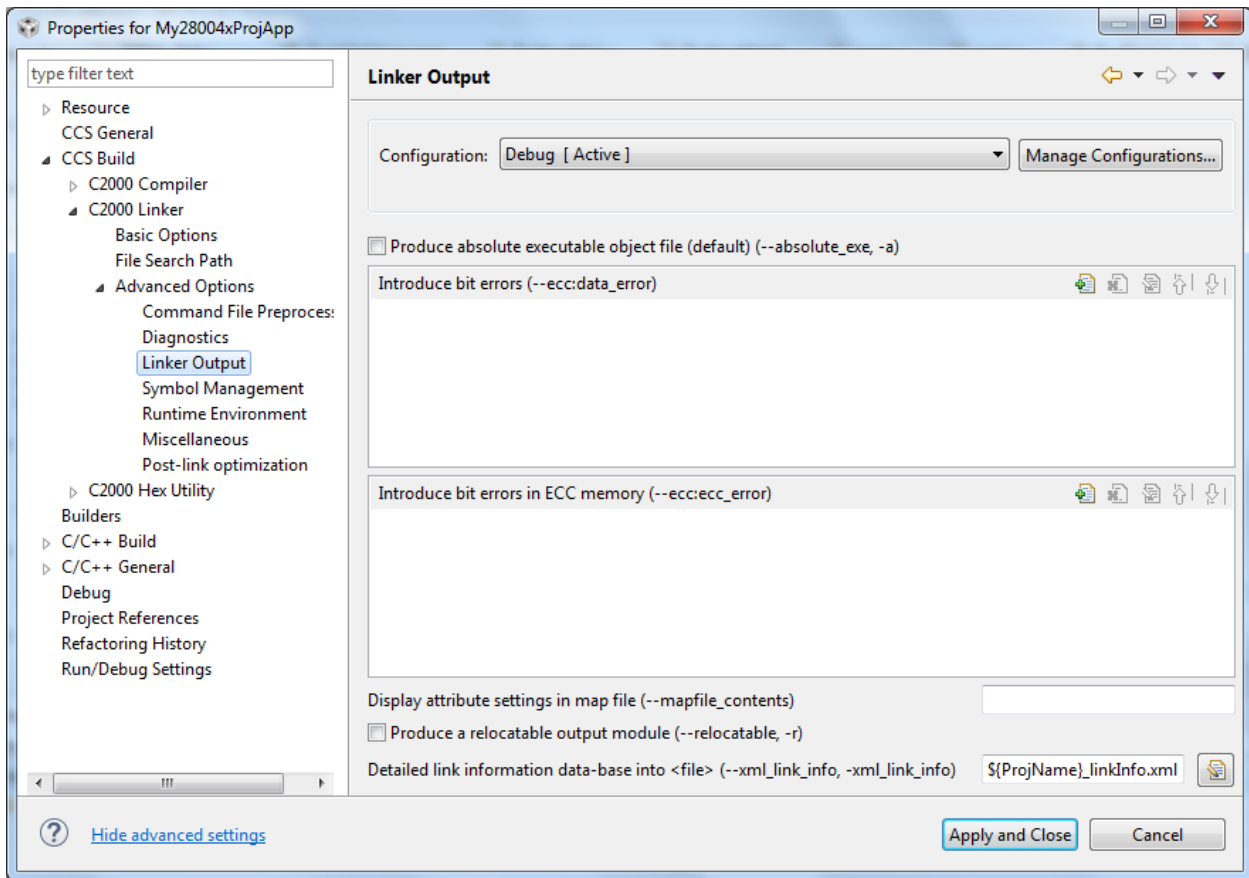 Properties for My28004xProjApp
type filter text
Resource
CCS General
CCS Build
C2000 Compiler
C2000 Linker
Basic Options
File Search Path
Advanced Options
Command File Preprocess
Diagnostics
Linker Output
Symbol Management
Runtime Environment
Miscellaneous
Post-link optimization
C2000 Hex Utility
Builders
C/C++ Build
C/C++ General
Debug
Project References
Refactoring History
Run/Debug Settings
Linker Output
Configuration: Debug [ Active ] Manage Configurations...
Produce absolute executable object file (default) (--absolute_exe, -a)
Introduce bit errors (--ecc:data_error)
Introduce bit errors in ECC memory (--ecc:ecc_error)
Display attribute settings in map file (--mapfile_contents)
Produce a relocatable output module (--relocatable, -r)
Detailed link information data-base into <file> (--xml_link_info, -xml_link_info) ${ProjName}_linkInfo.xml
Hide advanced settings
Apply and Close Cancel